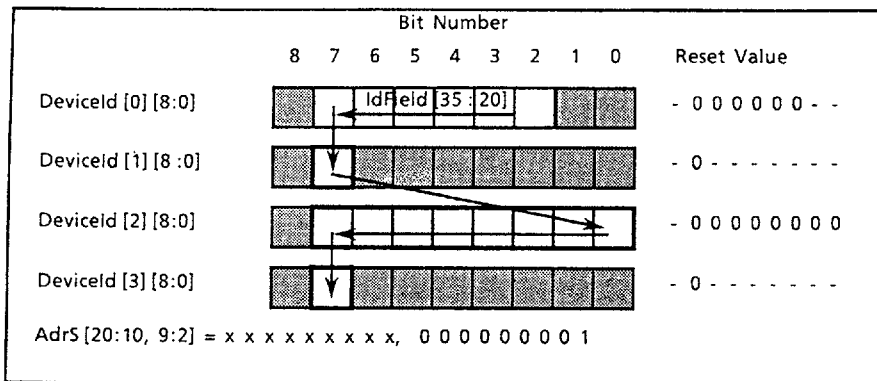 Bit Number
8 7 6 5 4 3 2 1 0 Reset Value
DeviceId [0] [8:0] IdField [35 : 20] - 0 0 0 0 0 0 - -
DeviceId [1] [8 :0] - 0 - - - - - - -
DeviceId [2] [8:0] - 0 0 0 0 0 0 0 0
DeviceId [3] [8:0] - 0 - - - - - - -
AdrS [20:10, 9:2] = x x x x x x x x x, 0 0 0 0 0 0 0 0 1